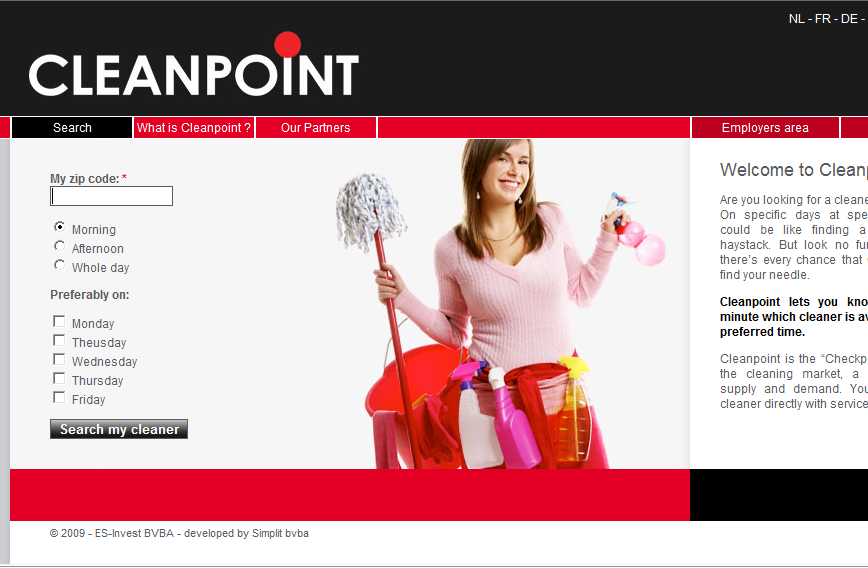 NL - FR - DE -
CLEANPOINT
Search
What is Cleanpoint ?
Our Partners
Employers area
My zip code: *
Morning
Afternoon
Whole day
Preferably on:
Monday
Theusday
Wednesday
Thursday
Friday
Search my cleaner
Welcome to Clean
Are you looking for a cleane
On specific days at spe
could be like finding a
haystack. But look no fur
there's every chance that
find your needle.
Cleanpoint lets you kno
minute which cleaner is av
preferred time.
Cleanpoint is the “Checkp
the cleaning market, a
supply and demand. You
cleaner directly with service
© 2009 - ES-Invest BVBA - developed by Simplit bvba